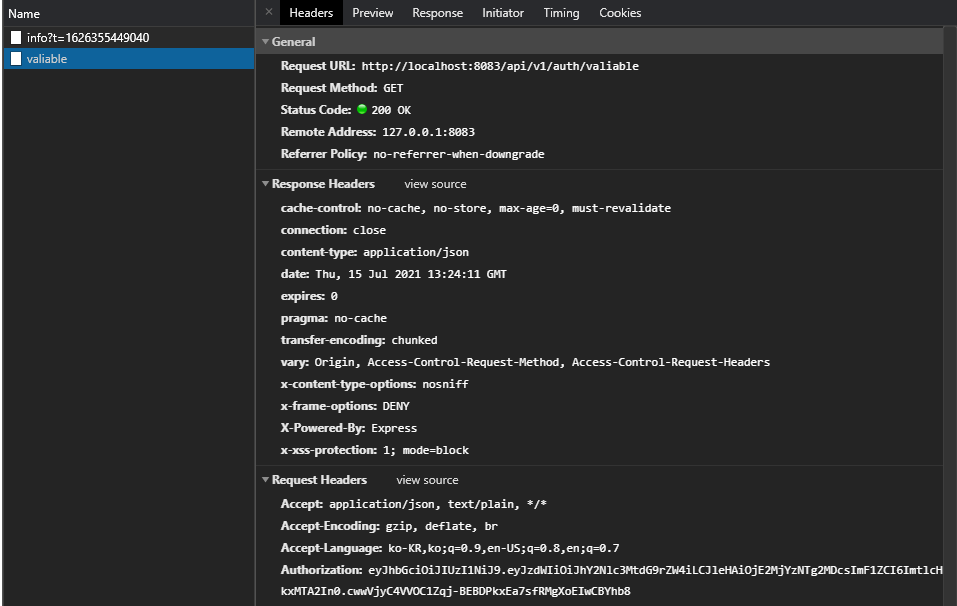 Name
× Headers Preview Response Initiator Timing Cookies
info?t=1626355449040
valiable
General
Request URL: http://localhost:8083/api/v1/auth/valiable
Request Method: GET
Status Code: 200 OK
Remote Address: 127.0.0.1:8083
Referrer Policy: no-referrer-when-downgrade
Response Headers view source
cache-control: no-cache, no-store, max-age=0, must-revalidate
connection: close
content-type: application/json
date: Thu, 15 Jul 2021 13:24:11 GMT
expires: 0
pragma: no-cache
transfer-encoding: chunked
vary: Origin, Access-Control-Request-Method, Access-Control-Request-Headers
x-content-type-options: nosniff
x-frame-options: DENY
X-Powered-By: Express
x-xss-protection: 1; mode=block
Request Headers view source
Accept: application/json, text/plain, */*
Accept-Encoding: gzip, deflate, br
Accept-Language: ko-KR,ko;q=0.9,en-US;q=0.8,en;q=0.7
Authorization: eyJhbGciOiJIUzI1NiJ9.eyJzdWIiOiJhY2Nlc3MtdG9rZW4iLCJleHAiOjE2MjYzNTg2MDcsImF1ZCI6ImtlcH
kxMTA2In0.cwwVjyC4VVOC1Zqj-BEBDPkxEa7sfRMgXoEIwCBYhb8